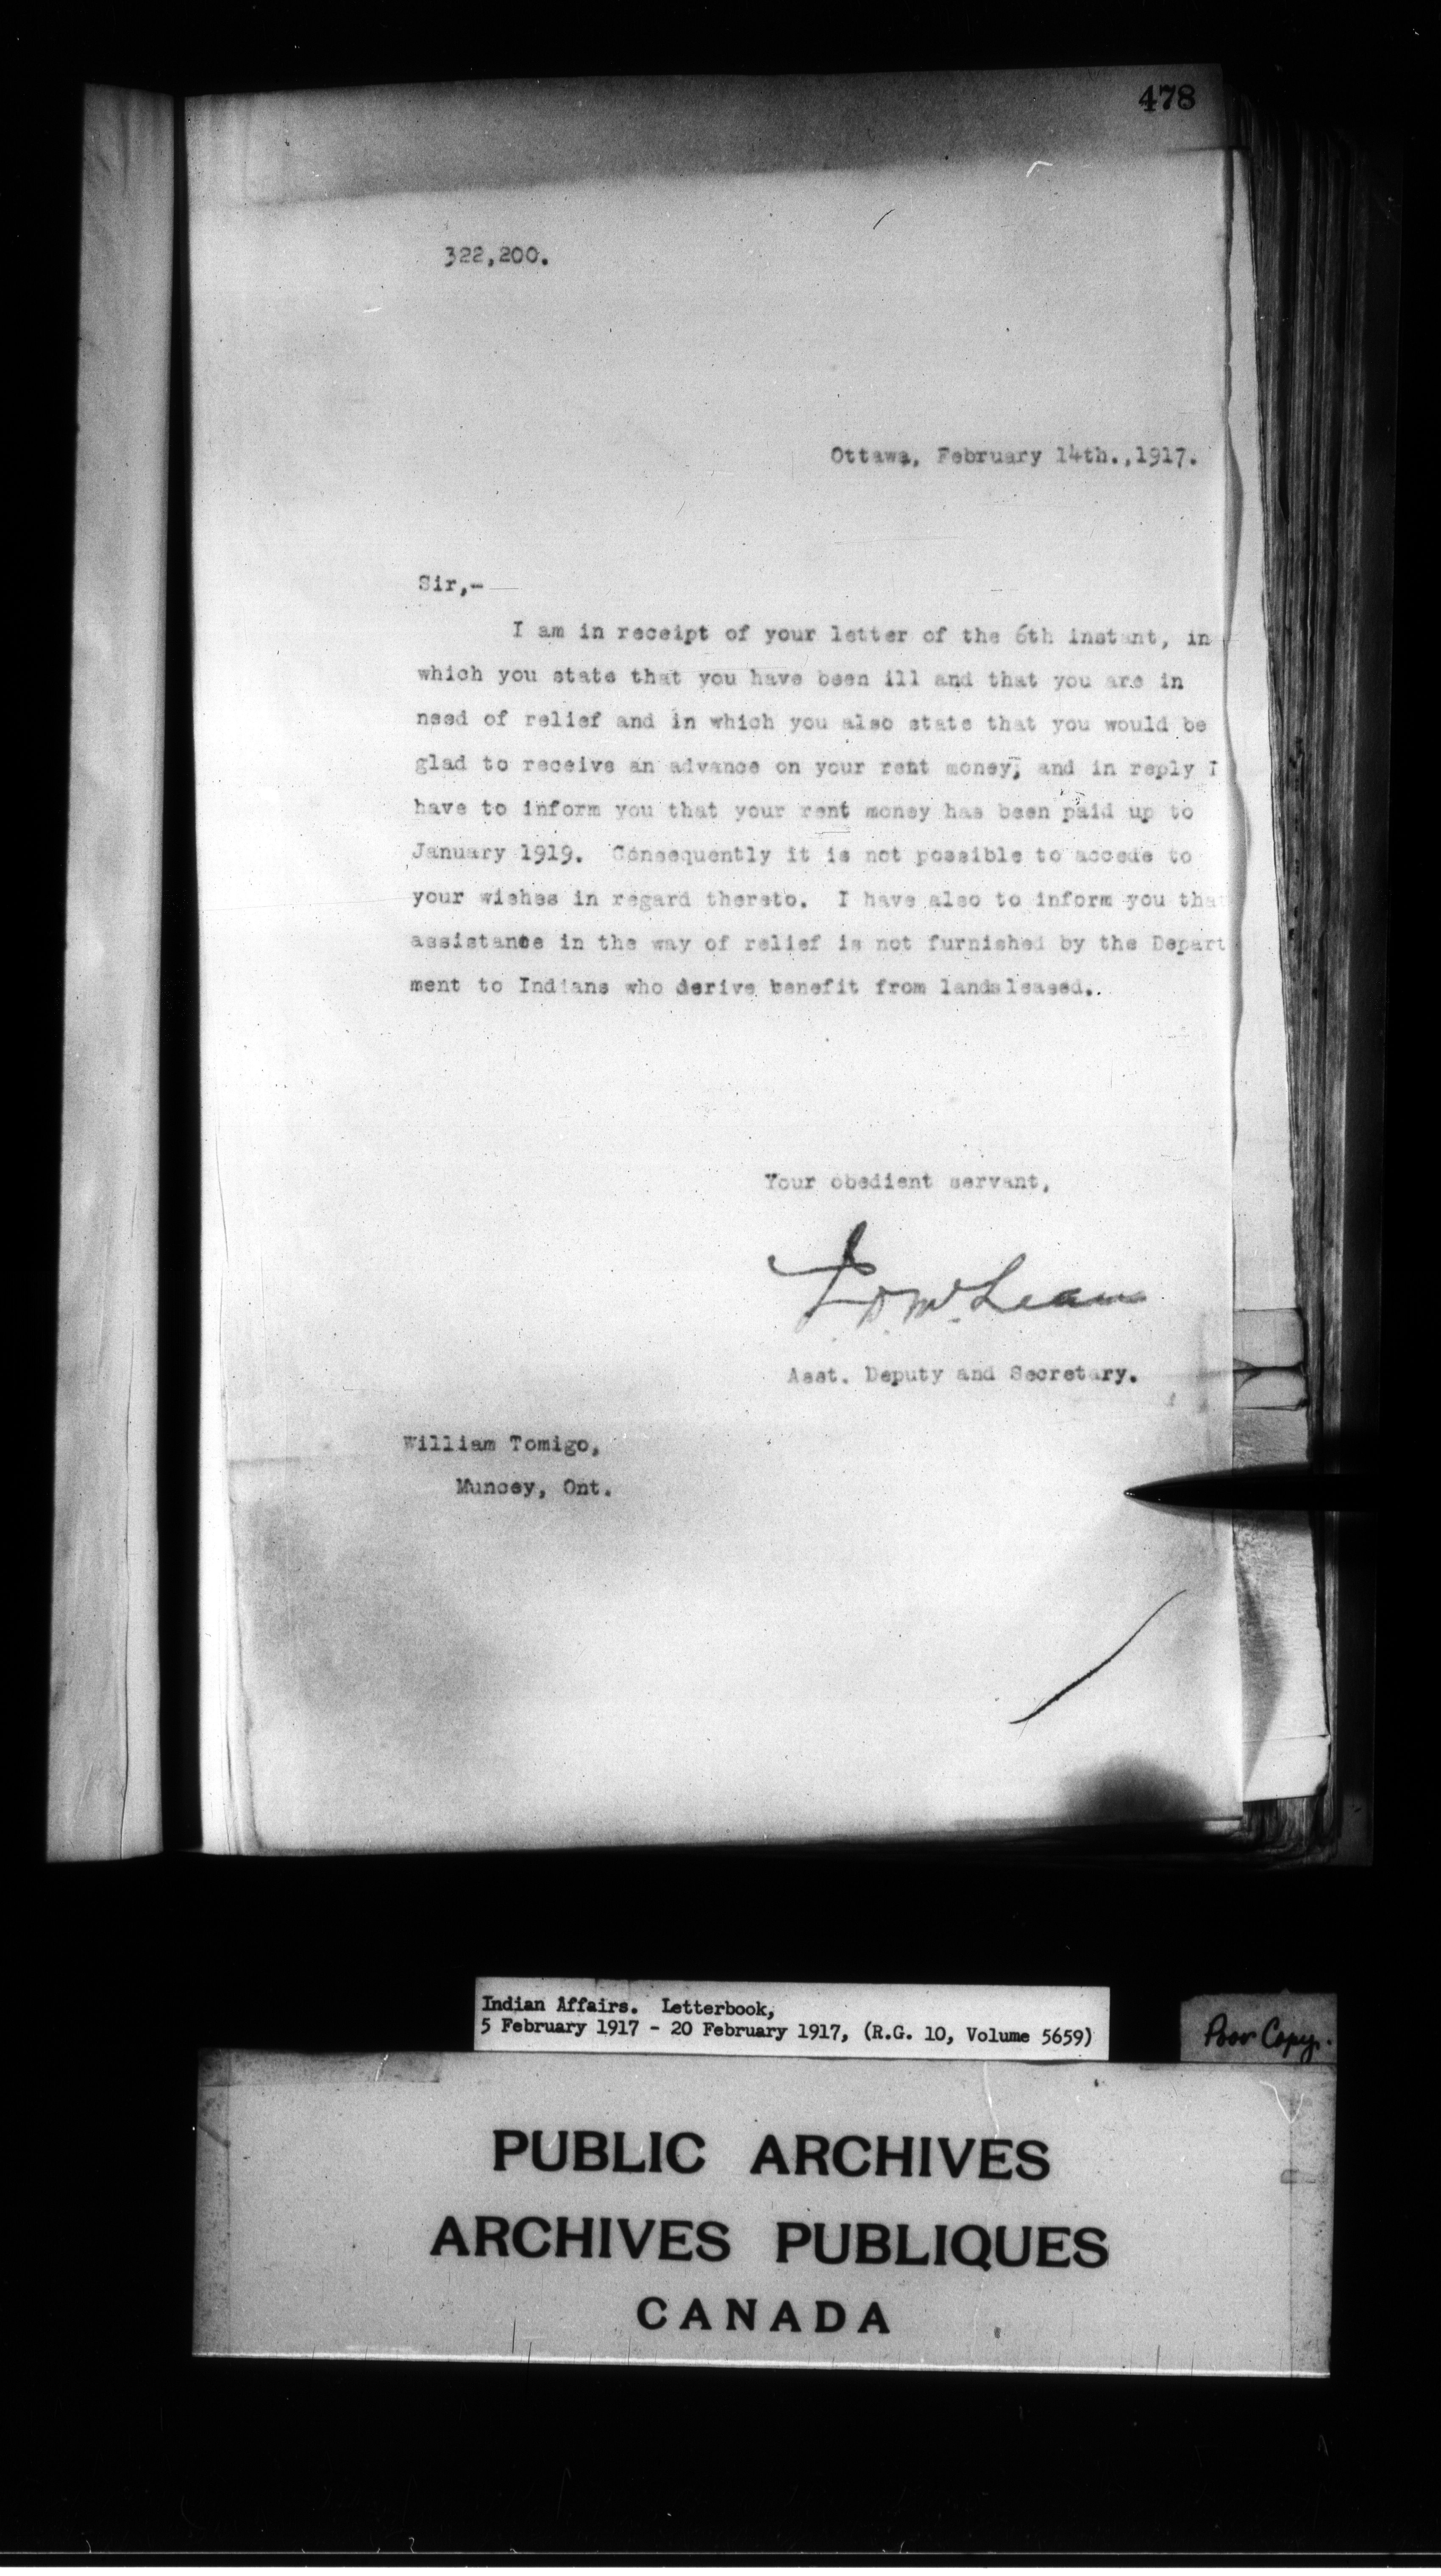 478
322,200.
Ottawa, February 14th.,1917.
Sir,-
I am in receipt of your letter of the 6th instant, in
which you state that you have been ill and that you are in
need of relief and in which you also state that you would be
glad to receive an advance on your rent money, and in reply I
have to inform you that your rent money has been paid up to
January 1919. Consequently it is not possible to accede to
your wishes in regard thereto. I have also to inform you that
assistance in the way of relief is not furnished by the Depart
ment to Indians who derive benefit from lands leased.
Your obedient servant,
J. D. McLean
Asst. Deputy and Secretary.
William Tomigo,
Muncey, Ont.
Indian Affairs. Letterbook,
5 February 1917 - 20 February 1917, (R.G. 10, Volume 5659)
Poor Copy.
PUBLIC ARCHIVES
ARCHIVES PUBLIQUES
CANADA